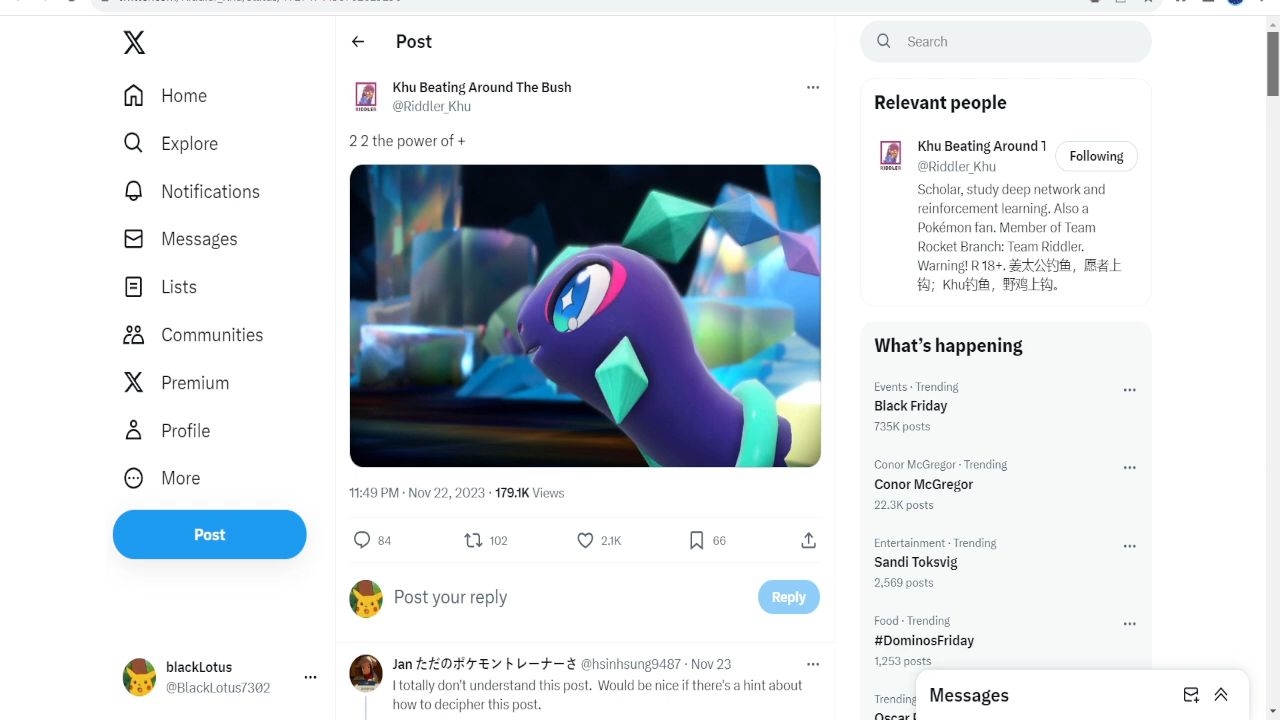 X
Home
Explore
Notifications
Messages
Lists
Communities
Premium
Profile
More
Post
blackLotus
@BlackLotus7302
Post
RIDDLER
Khu Beating Around The Bush
@Riddler_Khu
2 2 the power of +
11:49 PM · Nov 22, 2023 · 179.1K Views
84
102
2.1K
66
Post your reply
Reply
Jan ただのポケモントレーナーさ @hsinhsung9487 · Nov 23
I totally don't understand this post. Would be nice if there's a hint about
how to decipher this post.
Search
Relevant people
RIDDLER
Khu Beating Around T
@Riddler_Khu
Following
Scholar, study deep network and
reinforcement learning. Also a
Pokémon fan. Member of Team
Rocket Branch: Team Riddler.
Warning! R 18+. 姜太公钓鱼，愿者上
钩；Khu钓鱼，野鸡上钩。
What's happening
Events · Trending
Black Friday
735K posts
Conor McGregor · Trending
Conor McGregor
22.3K posts
Entertainment · Trending
Sandi Toksvig
2,569 posts
Food · Trending
#DominosFriday
1,253 posts
Trending
Messages